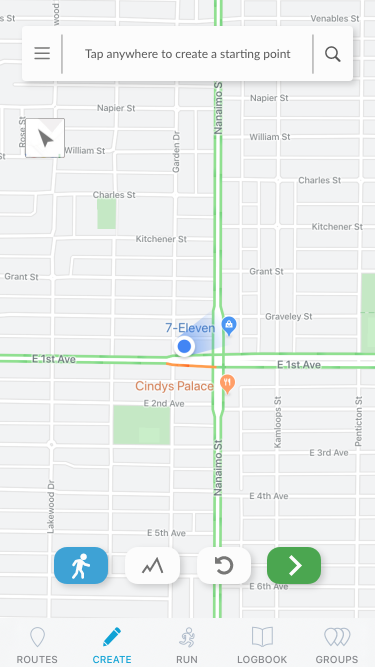 wood
s St
Venables St
Tap anywhere to create a starting point
Napier St
Napier St
Nanaimo S
Rose St
William St
Garden Dr
William St
St
Charles St
Charles St
Kitchener St
Kitchener St
Grant St
Grant St
Graveley St
7-Eleven
E 1st Ave
E 1st Ave
Cindys Palace
E 2nd Ave
Kamloops St
Penticton St
Nanaimo St
E 3rd Ave
Lakewood Dr
E 4th Ave
E 5th Ave
E 6th Ave
ROUTES
CREATE
RUN
LOGBOOK
GROUPS